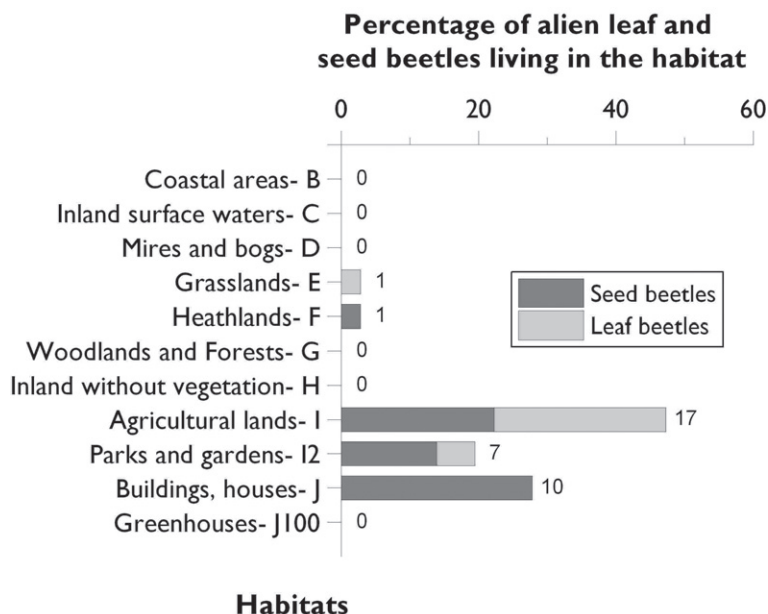 Percentage of alien leaf and
seed beetles living in the habitat
0 20 40 60
Coastal areas- B 0
Inland surface waters- C 0
Mires and bogs- D 0
Grasslands- E 1
Heathlands- F 1
Woodlands and Forests- G 0
Inland without vegetation- H 0
Agricultural lands- I 17
Parks and gardens- I2 7
Buildings, houses- J 10
Greenhouses- J100 0
Seed beetles
Leaf beetles
Habitats